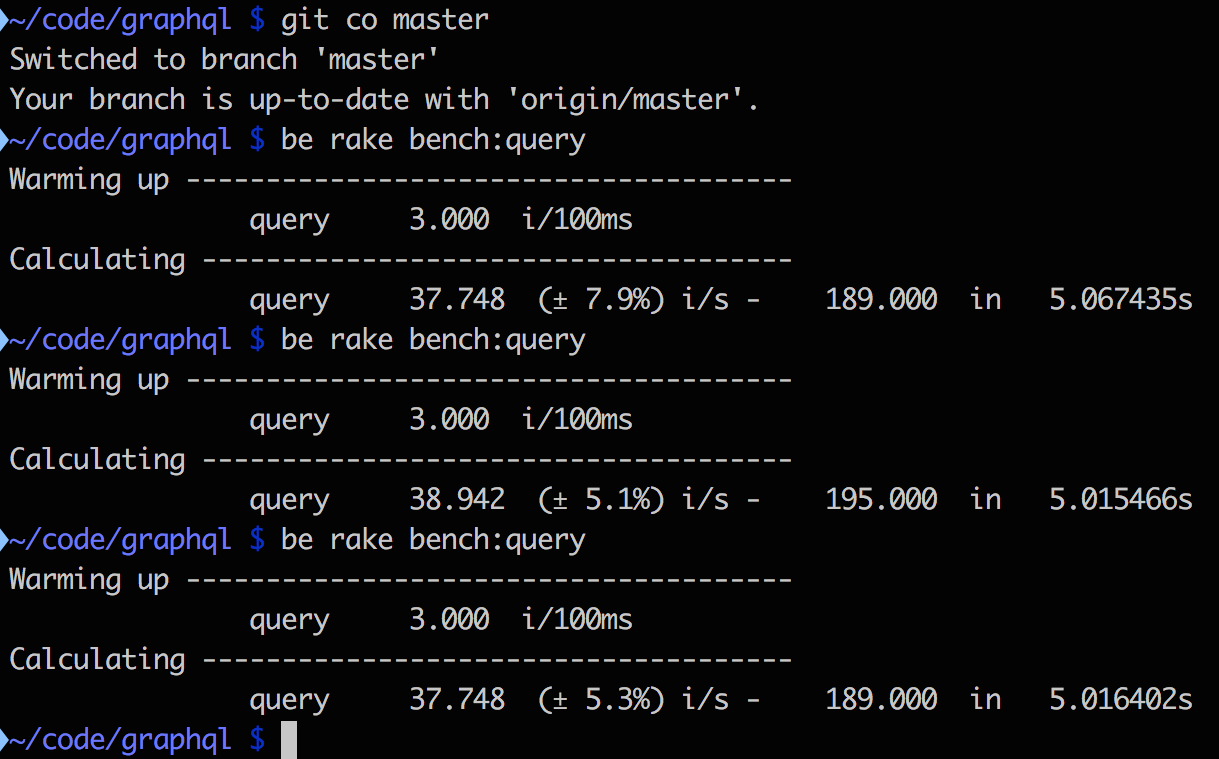 ~/code/graphql $ git co master
Switched to branch 'master'
Your branch is up-to-date with 'origin/master'.
~/code/graphql $ be rake bench:query
Warming up --------------------------------------
               query     3.000  i/100ms
Calculating -------------------------------------
               query     37.748  (± 7.9%) i/s -    189.000  in   5.067435s
~/code/graphql $ be rake bench:query
Warming up --------------------------------------
               query     3.000  i/100ms
Calculating -------------------------------------
               query     38.942  (± 5.1%) i/s -    195.000  in   5.015466s
~/code/graphql $ be rake bench:query
Warming up --------------------------------------
               query     3.000  i/100ms
Calculating -------------------------------------
               query     37.748  (± 5.3%) i/s -    189.000  in   5.016402s
~/code/graphql $